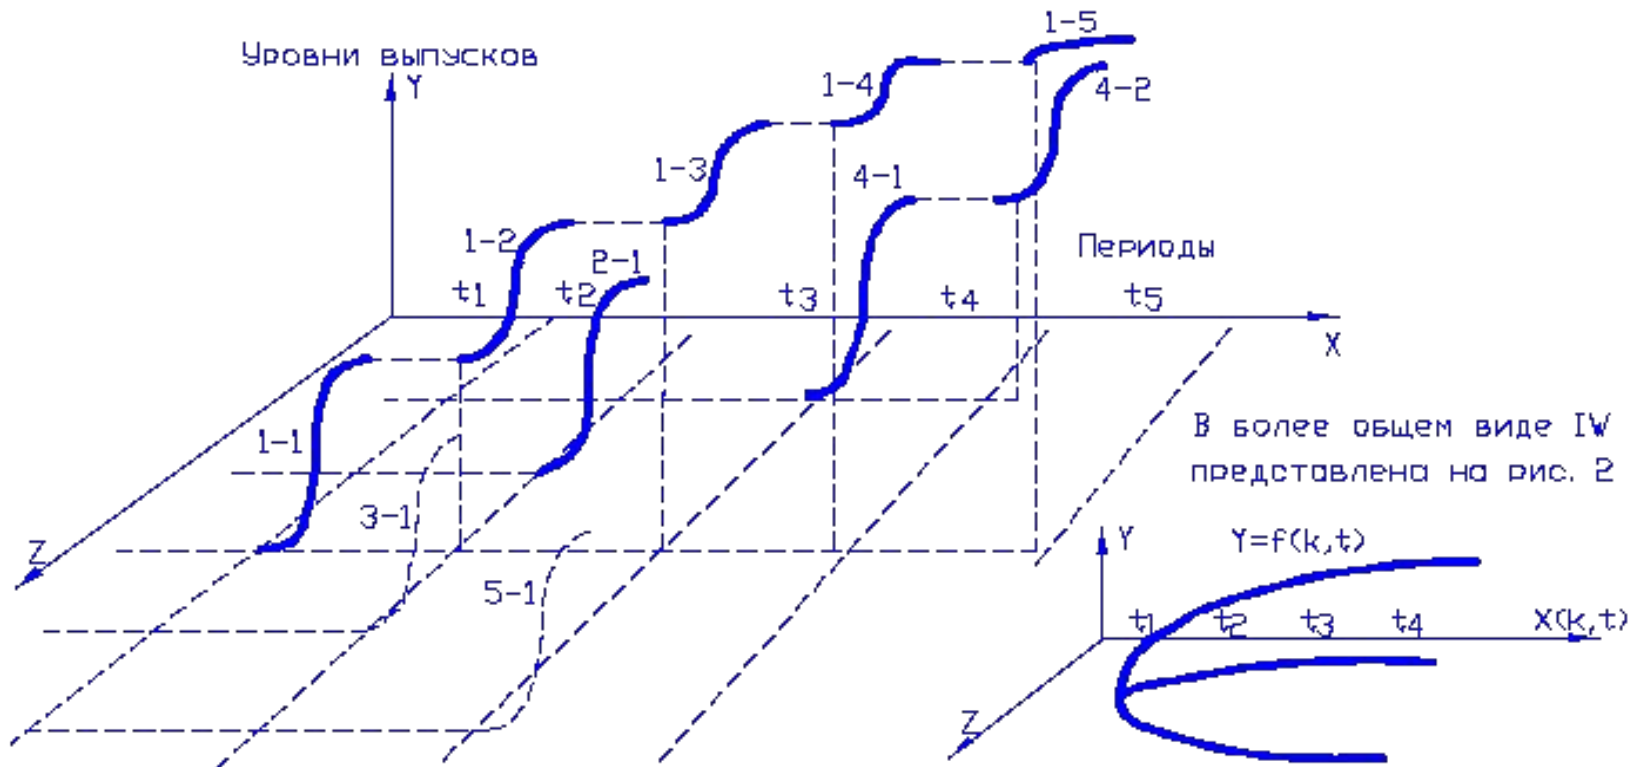 1-5
Уровни выпусков
Y
1-4
4-2
1-3
4-1
1-2
2-1
Периоды
t1
t2
t3
t4
t5
X
1-1
В более общем виде IW
представлена на рис. 2
3-1
Z
Y
Y=f(k,t)
5-1
t1
t2
t3
t4
X(k,t)
Z